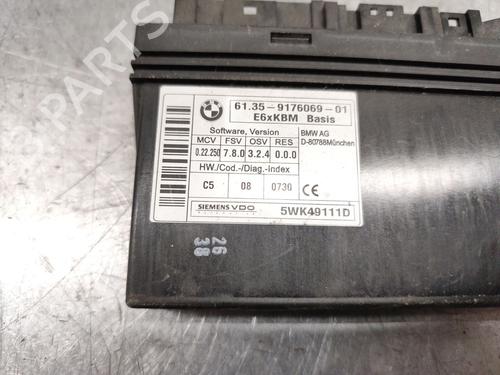 BMW
61.35-9176069-01
E6xKBM Basis
Software, Version
MCV FSV OSV RES
0.22.250 7.8.0 3.2.4 0.0.0
HW./Cod.-/Diag.-Index
C5 08 0730
BMW AG
D-80788München
CE
SIEMENS VDO
AUTOMOTIVE
5WK49111D
26
38